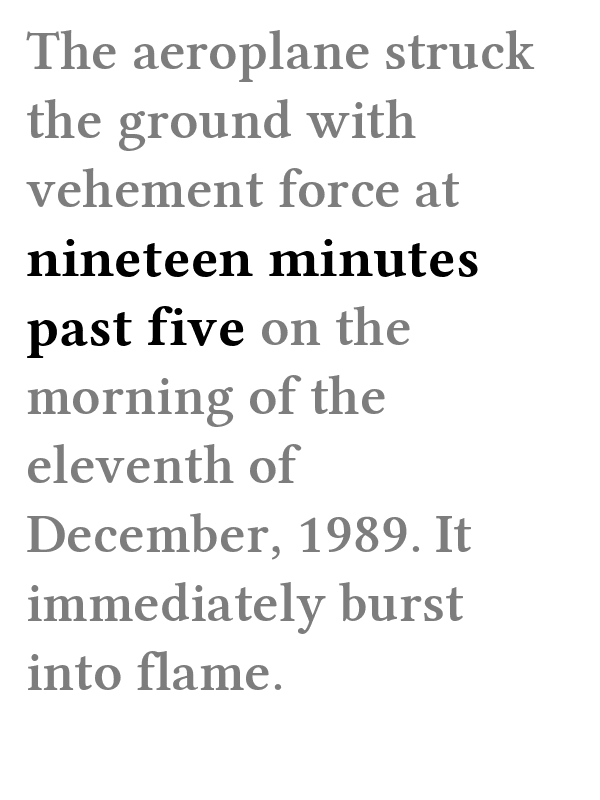 The aeroplane struck
the ground with
vehement force at
nineteen minutes
past five on the
morning of the
eleventh of
December, 1989. It
immediately burst
into flame.